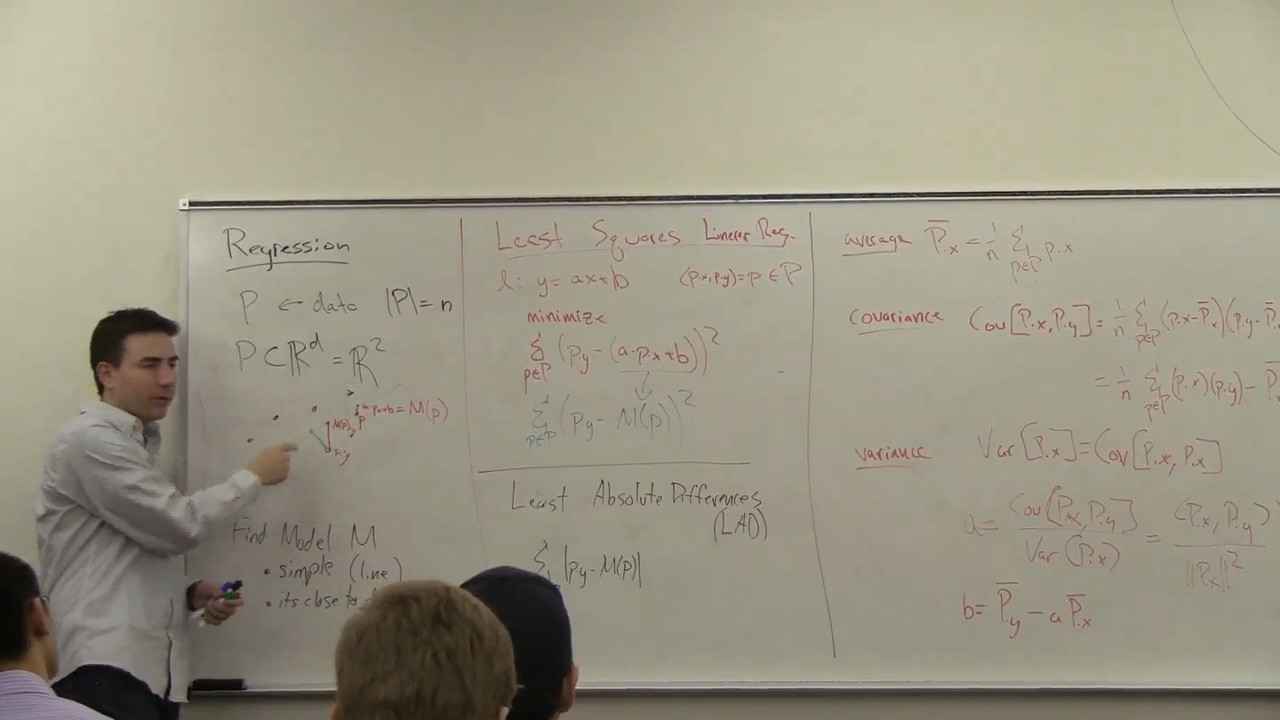 Regression
P ← data |P| = n
P ⊂ ℝ^d = ℝ^2
a·p.x+b = M(p)
M(p)
p.y
Find Model M
• simple (line)
• its close to
Least Squares Linear Reg.
l: y = ax+b (p.x, p.y) = p ∈ P
minimize
Σ_{p∈P} (p.y - (a·p.x+b))^2
Σ_{p∈P} (p.y - M(p))^2
Least Absolute Differences
(LAD)
Σ |p.y - M(p)|
average P̅.x = 1/n Σ_{p∈P} p.x
covariance Cov[P.x, P.y] = 1/n Σ_{p∈P} (p.x - P̅.x)(p.y - P̅.
= 1/n Σ_{p∈P} (p.x)(p.y) - P̅.
variance Var[P.x] = Cov[P.x, P.x]
a = Cov[P.x, P.y] / Var(P.x) = ⟨P.x, P.y⟩ / ||P.x||^2
b = P̅.y - a P̅.x